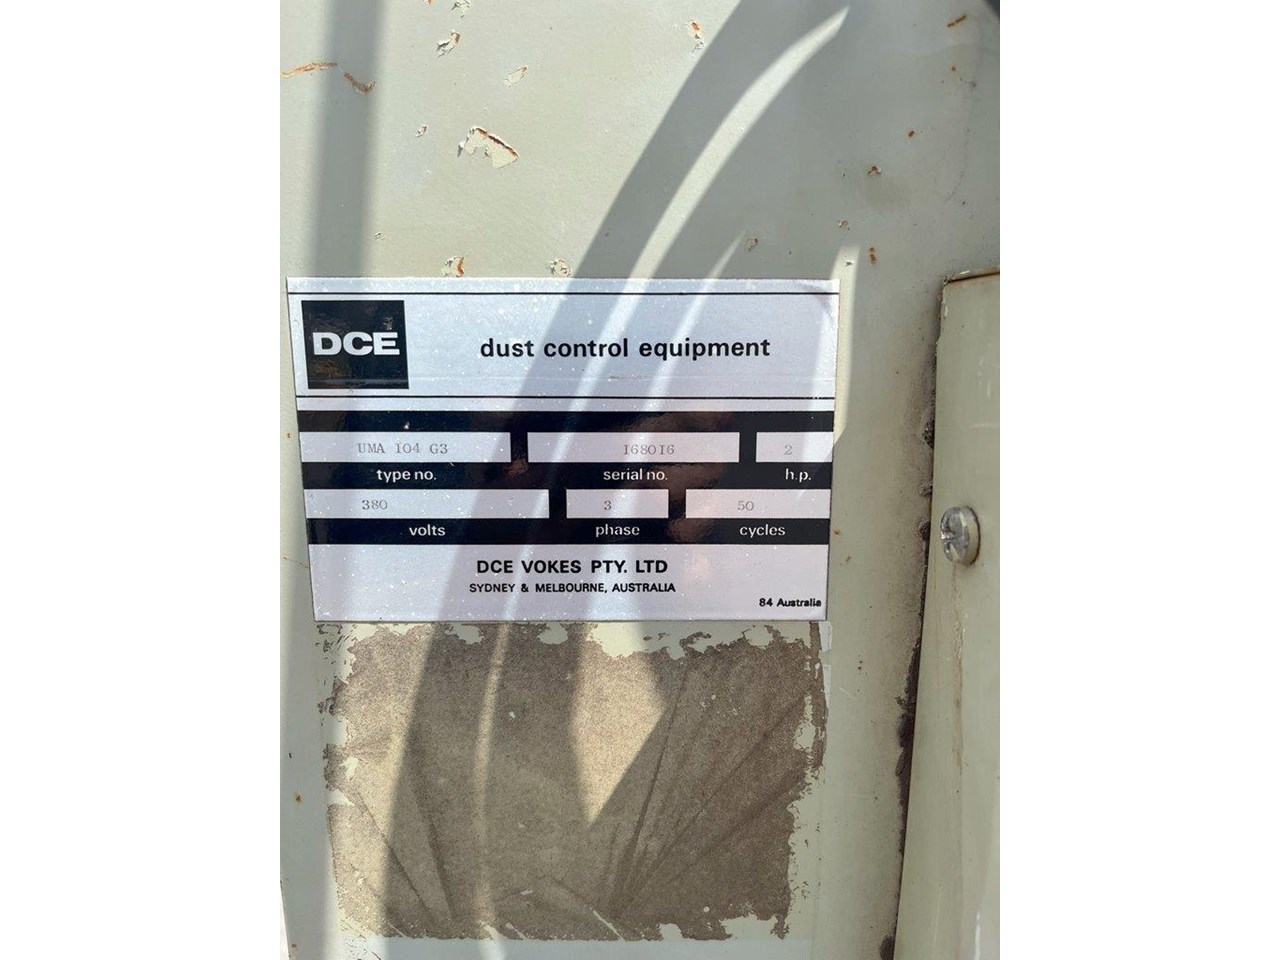 DCE
dust control equipment
UMA I04 G3 I680I6 2
type no. serial no. h.p.
380 3 50
volts phase cycles
DCE VOKES PTY. LTD
SYDNEY & MELBOURNE, AUSTRALIA
84 Australia